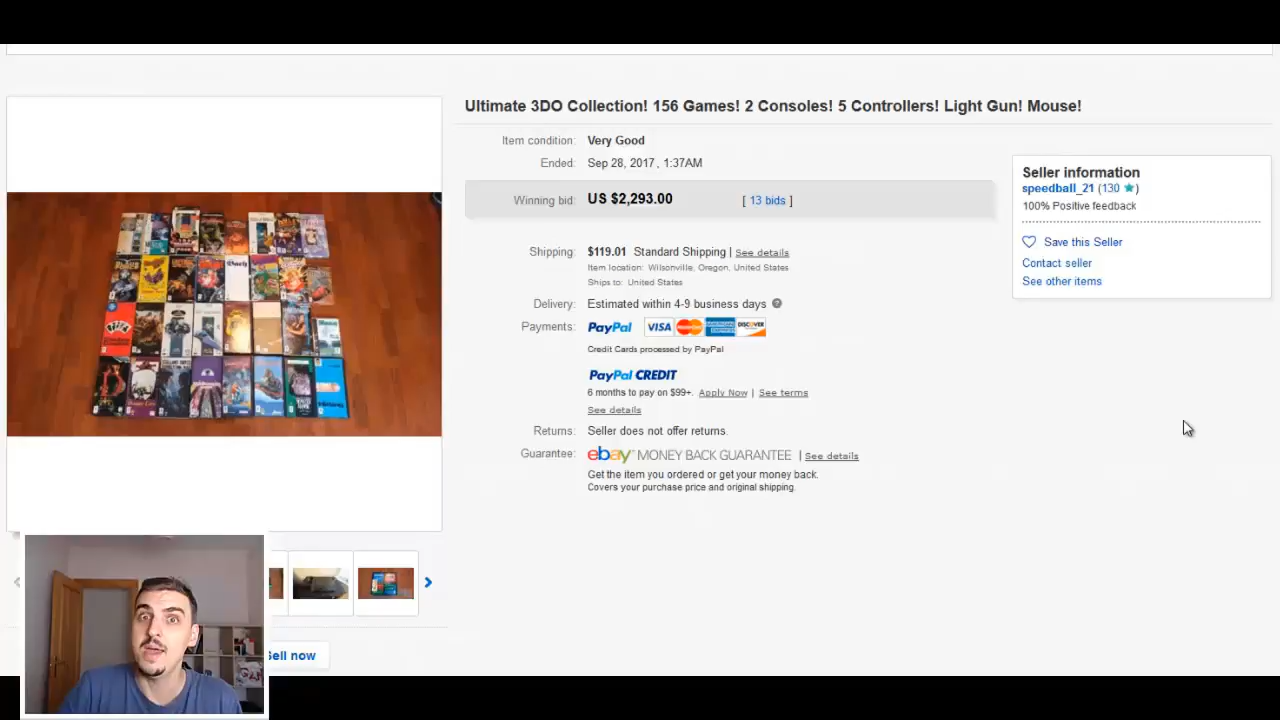 Ultimate 3DO Collection! 156 Games! 2 Consoles! 5 Controllers! Light Gun! Mouse!
Item condition: Very Good
Ended: Sep 28, 2017 , 1:37AM
Winning bid: US $2,293.00 [ 13 bids ]
Shipping: $119.01 Standard Shipping | See details
Item location: Wilsonville, Oregon, United States
Ships to: United States
Delivery: Estimated within 4-9 business days
Payments: PayPal VISA MasterCard AMERICAN EXPRESS DISCOVER
Credit Cards processed by PayPal
PayPal CREDIT
6 months to pay on $99+. Apply Now | See terms
See details
Returns: Seller does not offer returns.
Guarantee: ebay MONEY BACK GUARANTEE | See details
Get the item you ordered or get your money back.
Covers your purchase price and original shipping.
Seller information
speedball_21 (130 )
100% Positive feedback
Save this Seller
Contact seller
See other items
Sell now